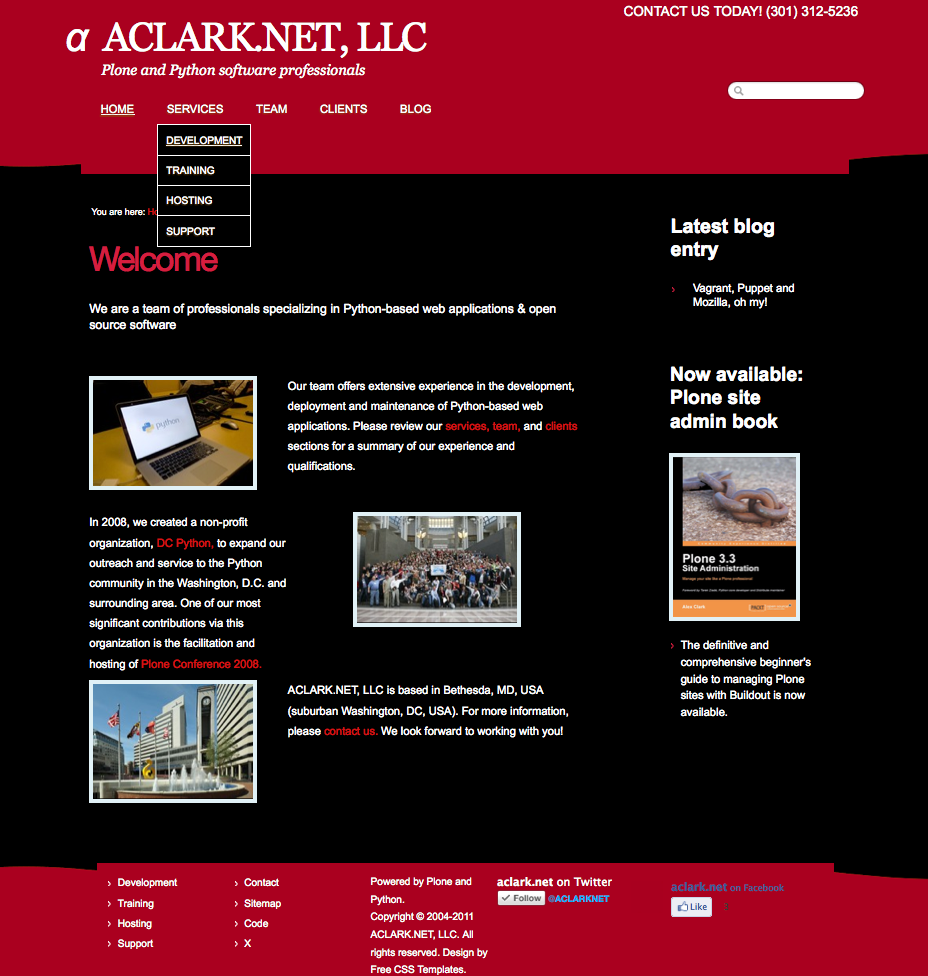 CONTACT US TODAY! (301) 312-5236
α ACLARK.NET, LLC
Plone and Python software professionals
HOME SERVICES TEAM CLIENTS BLOG
DEVELOPMENT
TRAINING
HOSTING
SUPPORT
You are here:
Welcome
We are a team of professionals specializing in Python-based web applications & open
source software
python
Our team offers extensive experience in the development,
deployment and maintenance of Python-based web
applications. Please review our services, team, and clients
sections for a summary of our experience and
qualifications.
In 2008, we created a non-profit
organization, DC Python, to expand our
outreach and service to the Python
community in the Washington, D.C. and
surrounding area. One of our most
significant contributions via this
organization is the facilitation and
hosting of Plone Conference 2008.
ACLARK.NET, LLC is based in Bethesda, MD, USA
(suburban Washington, DC, USA). For more information,
please contact us. We look forward to working with you!
Latest blog
entry
› Vagrant, Puppet and
Mozilla, oh my!
Now available:
Plone site
admin book
Plone 3.3
Site Administration
Manage your site like a Plone professional
Alex Clark
PACKT
› The definitive and
comprehensive beginner's
guide to managing Plone
sites with Buildout is now
available.
› Development
› Training
› Hosting
› Support
› Contact
› Sitemap
› Code
› X
Powered by Plone and
Python.
Copyright © 2004-2011
ACLARK.NET, LLC. All
rights reserved. Design by
Free CSS Templates.
aclark.net on Twitter
Follow @ACLARKNET
aclark.net on Facebook
Like